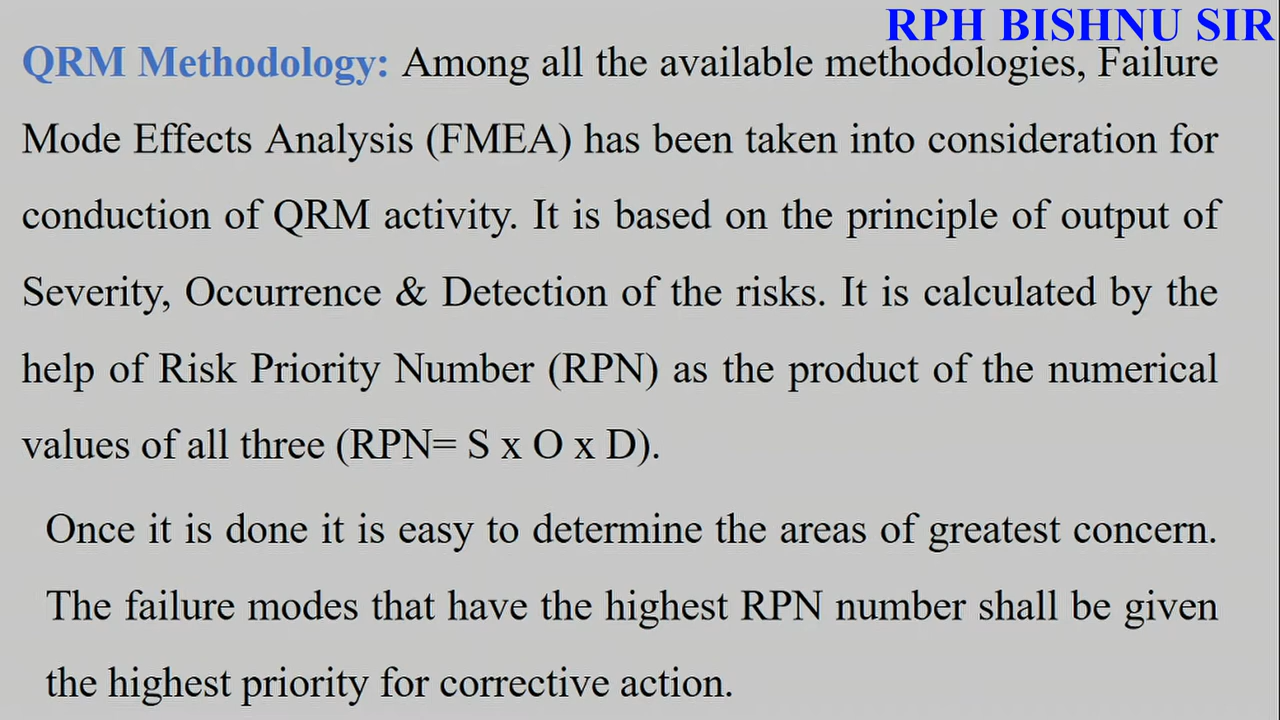 RPH BISHNU SIR
QRM Methodology: Among all the available methodologies, Failure
Mode Effects Analysis (FMEA) has been taken into consideration for
conduction of QRM activity. It is based on the principle of output of
Severity, Occurrence & Detection of the risks. It is calculated by the
help of Risk Priority Number (RPN) as the product of the numerical
values of all three (RPN= S x O x D).
Once it is done it is easy to determine the areas of greatest concern.
The failure modes that have the highest RPN number shall be given
the highest priority for corrective action.